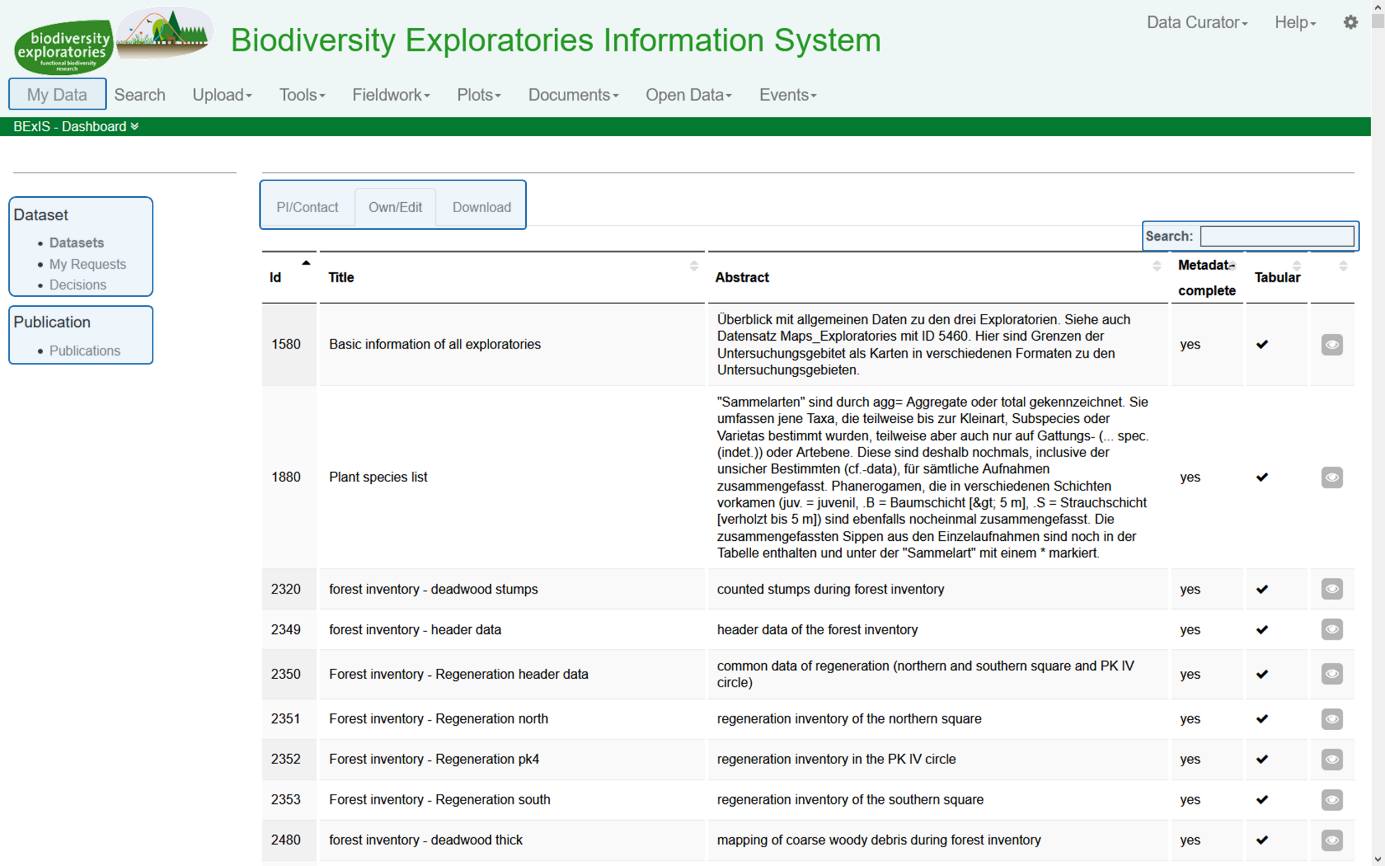 biodiversity
exploratories
functional biodiversity
research
Biodiversity Exploratories Information System
Data Curator
Help
My Data
Search
Upload
Tools
Fieldwork
Plots
Documents
Open Data
Events
BExIS - Dashboard
Dataset
Datasets
My Requests
Decisions
Publication
Publications
PI/Contact
Own/Edit
Download
Search:
Id
Title
Abstract
Metadat
complete
Tabular
1580
Basic information of all exploratories
Überblick mit allgemeinen Daten zu den drei Exploratorien. Siehe auch
Datensatz Maps_Exploratories mit ID 5460. Hier sind Grenzen der
Untersuchungsgebitet als Karten in verschiedenen Formaten zu den
Untersuchungsgebieten.
yes
1880
Plant species list
"Sammelarten" sind durch agg= Aggregate oder total gekennzeichnet. Sie
umfassen jene Taxa, die teilweise bis zur Kleinart, Subspecies oder
Varietas bestimmt wurden, teilweise aber auch nur auf Gattungs- (... spec.
(indet.)) oder Artebene. Diese sind deshalb nochmals, inclusive der
unsicher Bestimmten (cf.-data), für sämtliche Aufnahmen
zusammengefasst. Phanerogamen, die in verschiedenen Schichten
vorkamen (juv. = juvenil, .B = Baumschicht [&gt; 5 m], .S = Strauchschicht
[verholzt bis 5 m]) sind ebenfalls nocheinmal zusammengefasst. Die
zusammengefassten Sippen aus den Einzelaufnahmen sind noch in der
Tabelle enthalten und unter der "Sammelart" mit einem * markiert.
yes
2320
forest inventory - deadwood stumps
counted stumps during forest inventory
yes
2349
forest inventory - header data
header data of the forest inventory
yes
2350
Forest inventory - Regeneration header data
common data of regeneration (northern and southern square and PK IV
circle)
yes
2351
Forest inventory - Regeneration north
regeneration inventory of the northern square
yes
2352
Forest inventory - Regeneration pk4
regeneration inventory in the PK IV circle
yes
2353
Forest inventory - Regeneration south
regeneration inventory of the southern square
yes
2480
forest inventory - deadwood thick
mapping of coarse woody debris during forest inventory
yes